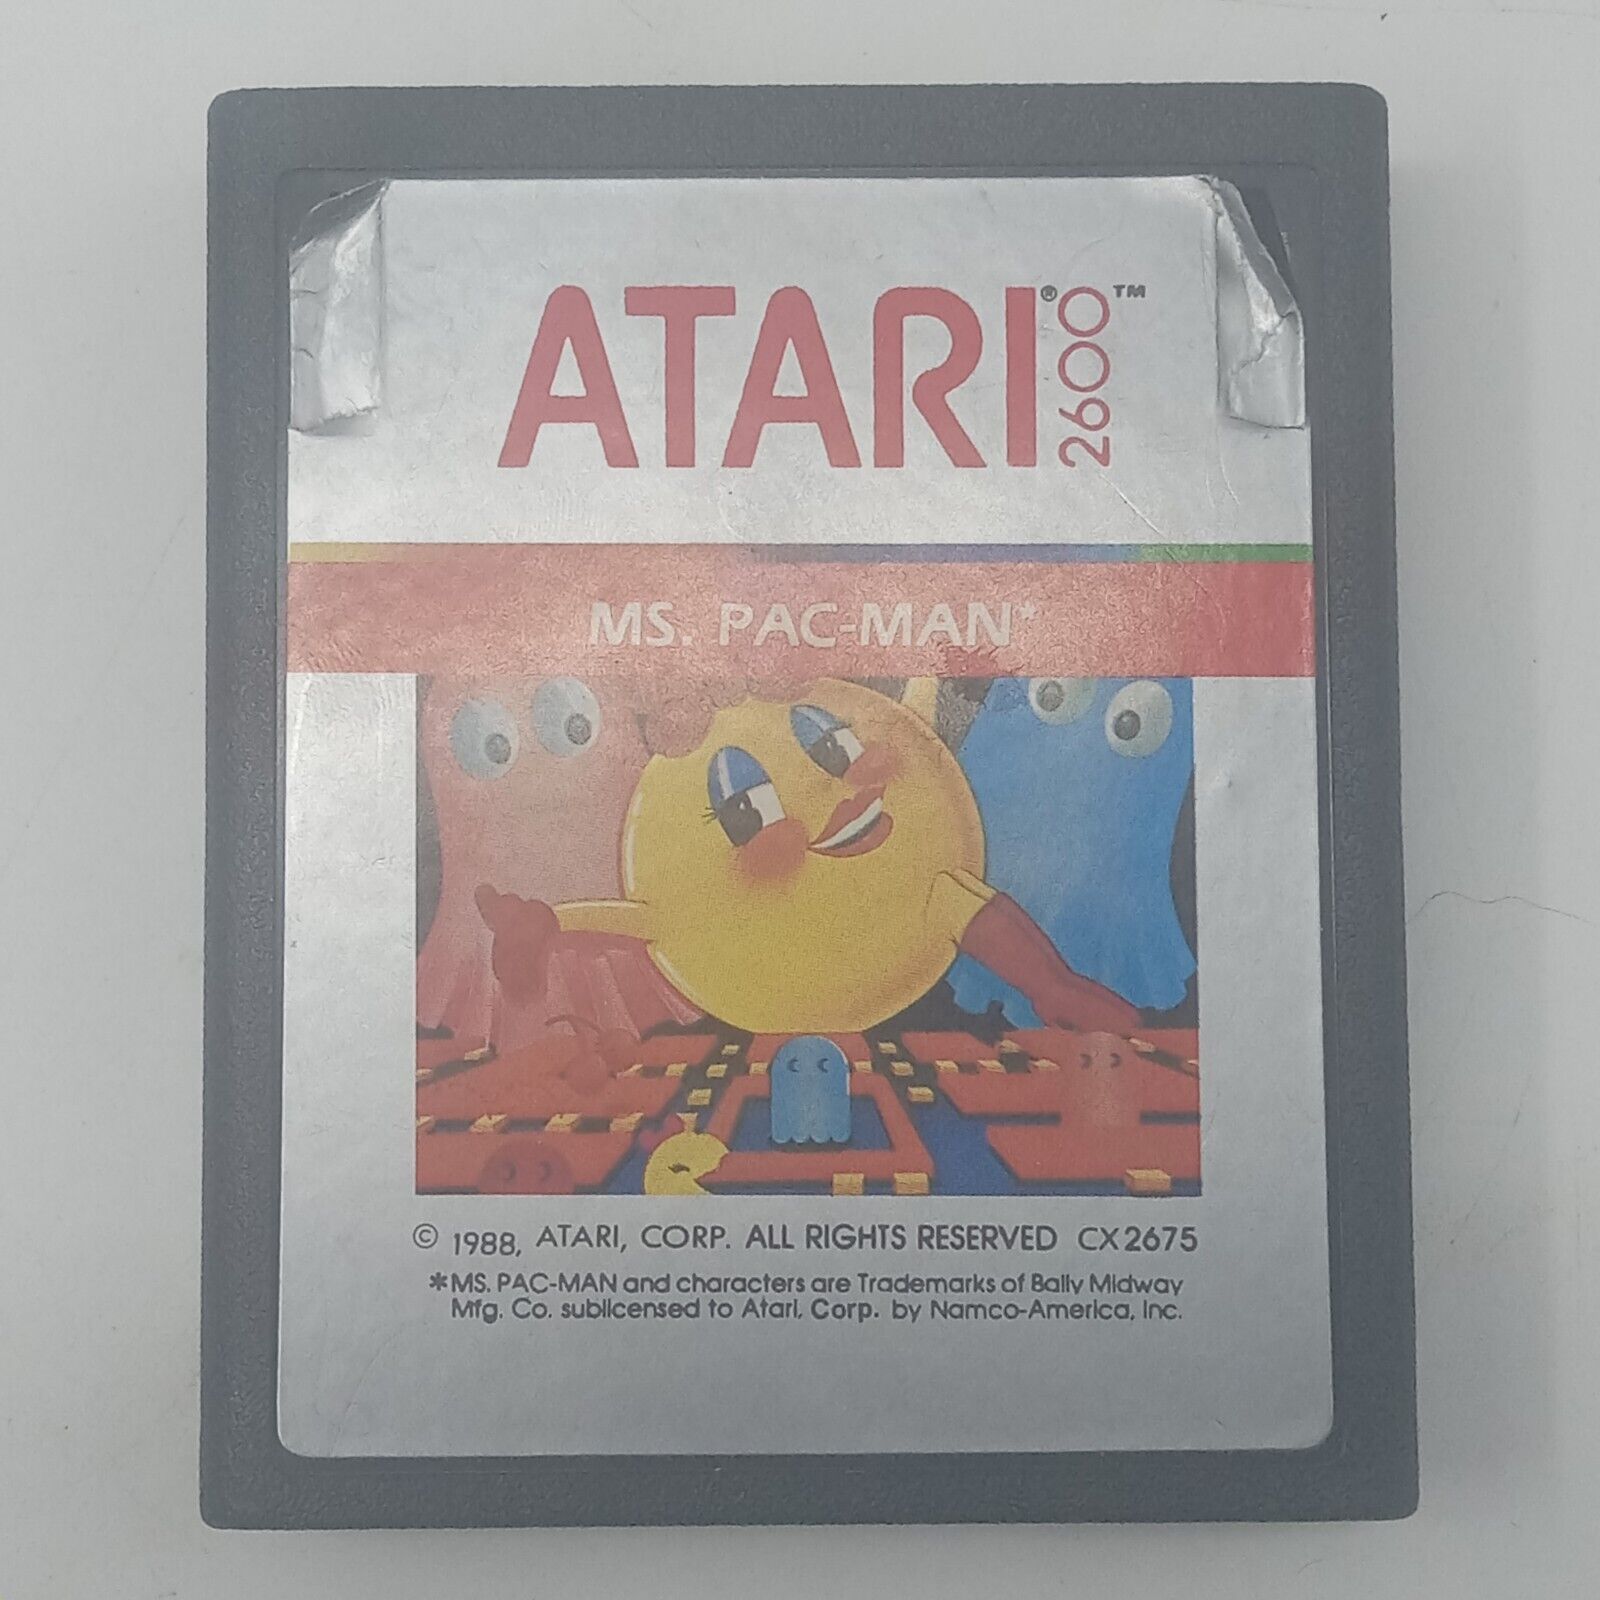 ATARI® 2600™
MS. PAC-MAN*
© 1988, ATARI, CORP. ALL RIGHTS RESERVED CX2675
*MS. PAC-MAN and characters are Trademarks of Bally Midway
Mfg. Co. sublicensed to Atari, Corp. by Namco-America, Inc.